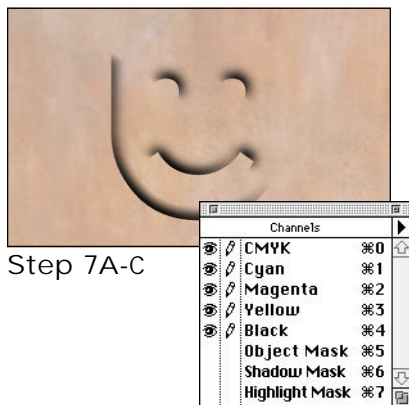 Step 7A-C
Channels
CMYK ⌘0
Cyan ⌘1
Magenta ⌘2
Yellow ⌘3
Black ⌘4
Object Mask ⌘5
Shadow Mask ⌘6
Highlight Mask ⌘7